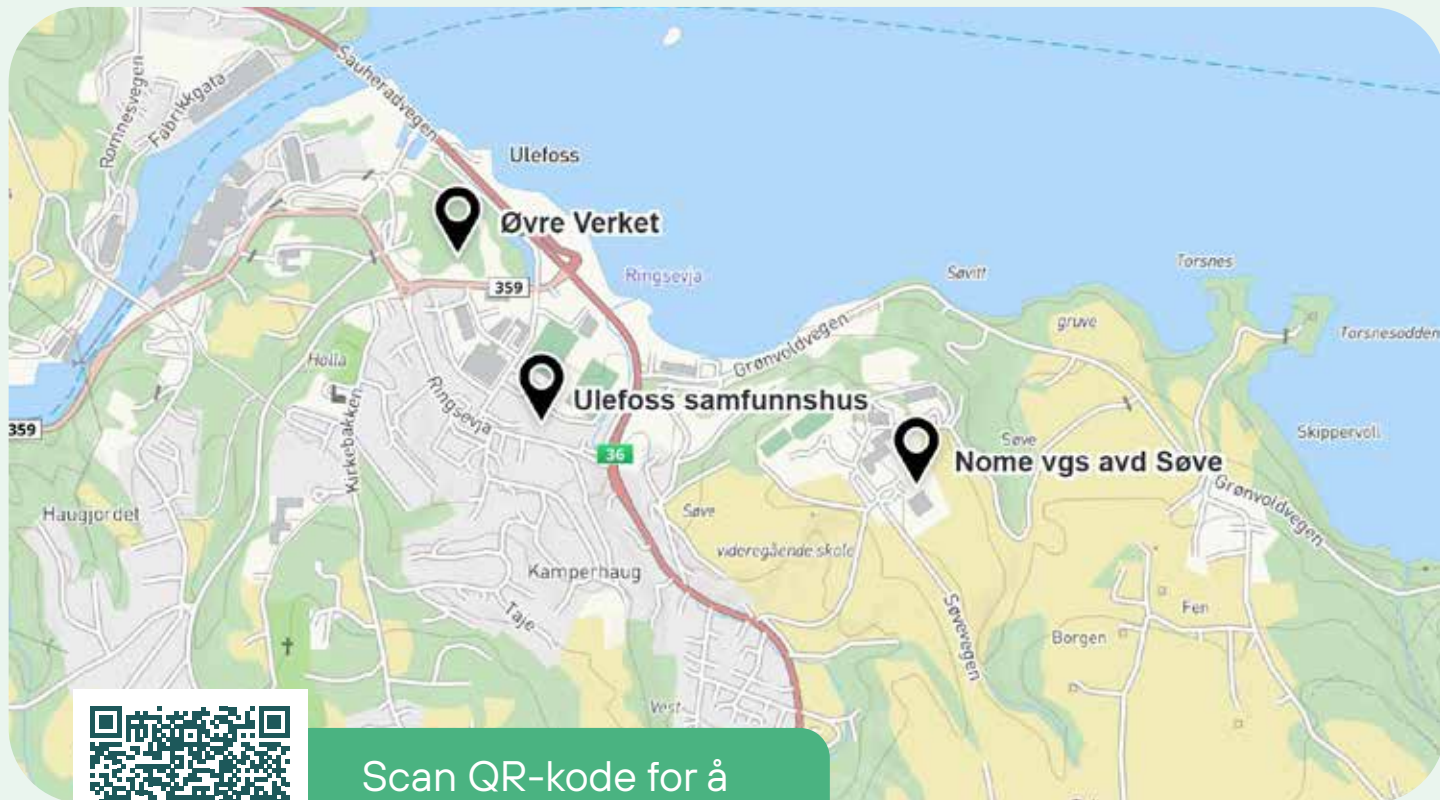 Romnesvegen
Fabrikkgata
Sauheradvegen
Ulefoss
Øvre Verket
359
Ringsevja
Søvitt
Torsnes
Torsnesodden
gruve
Grønvoldvegen
Holla
Ringsevja
Kirkebakken
Ulefoss samfunnshus
359
36
Skippervoll
Søve
Nome vgs avd Søve
Grønvoldvegen
Haugjordet
Søve
videregående skole
Kamperhaug
Taje
Søvevegen
Fen
Borgen
Vest
Scan QR-kode for å